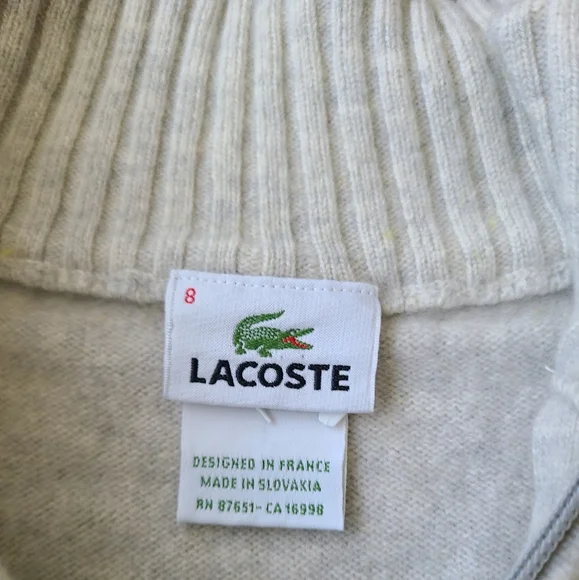 8
LACOSTE
DESIGNED IN FRANCE
MADE IN SLOVAKIA
RN 87651-CA 16998